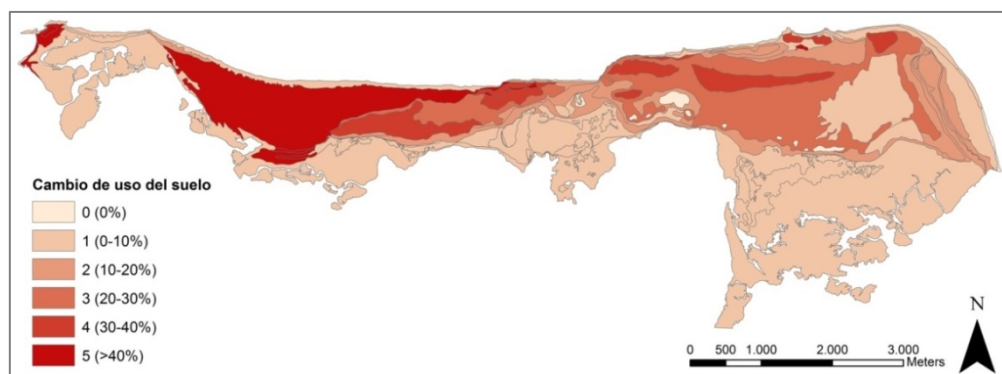 Cambio de uso del suelo
0 (0%)
1 (0-10%)
2 (10-20%)
3 (20-30%)
4 (30-40%)
5 (>40%)
N
0 500 1.000 2.000 3.000
Meters